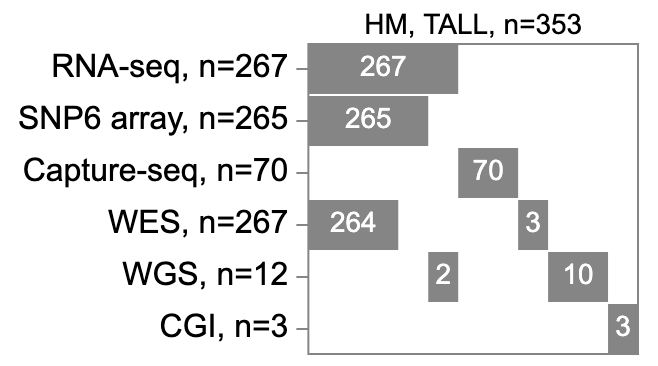 HM, TALL, n=353
RNA-seq, n=267 267
SNP6 array, n=265 265
Capture-seq, n=70 70
WES, n=267 264 3
WGS, n=12 2 10
CGI, n=3 3